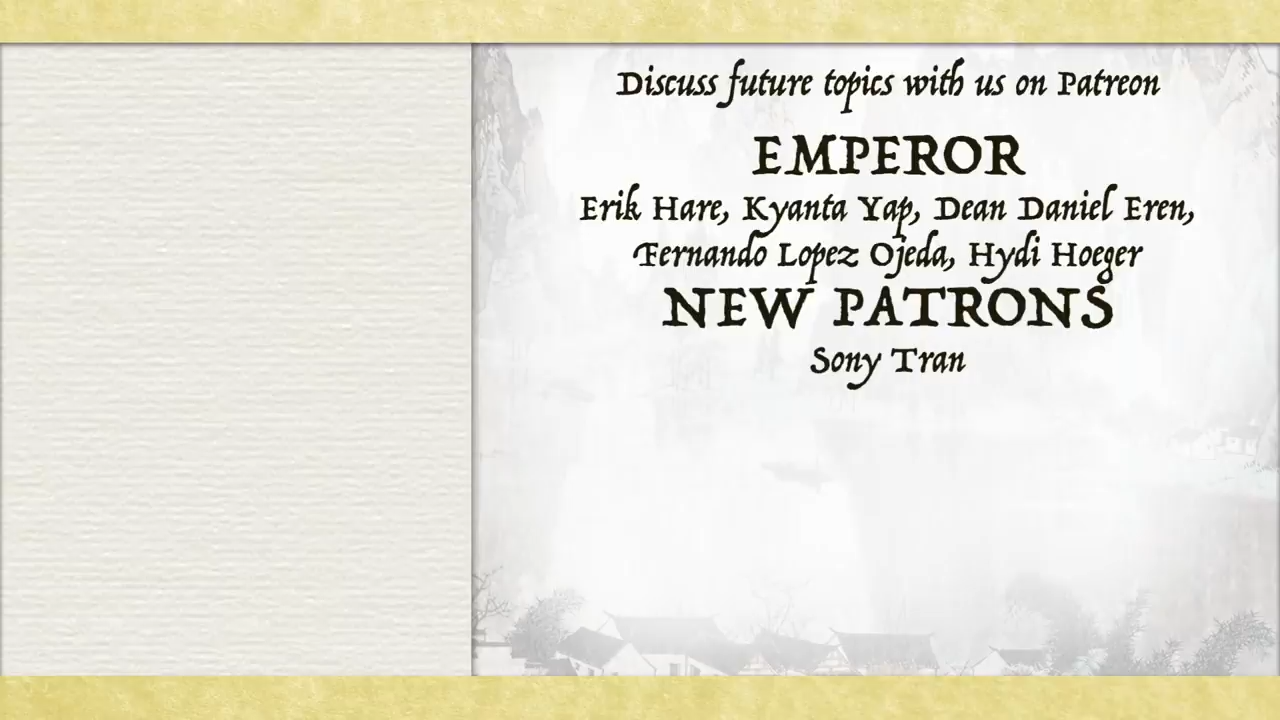 Discuss future topics with us on Patreon
EMPEROR
Erik Hare, Kyanta Yap, Dean Daniel Eren,
Fernando Lopez Ojeda, Hydi Hoeger
NEW PATRONS
Sony Tran